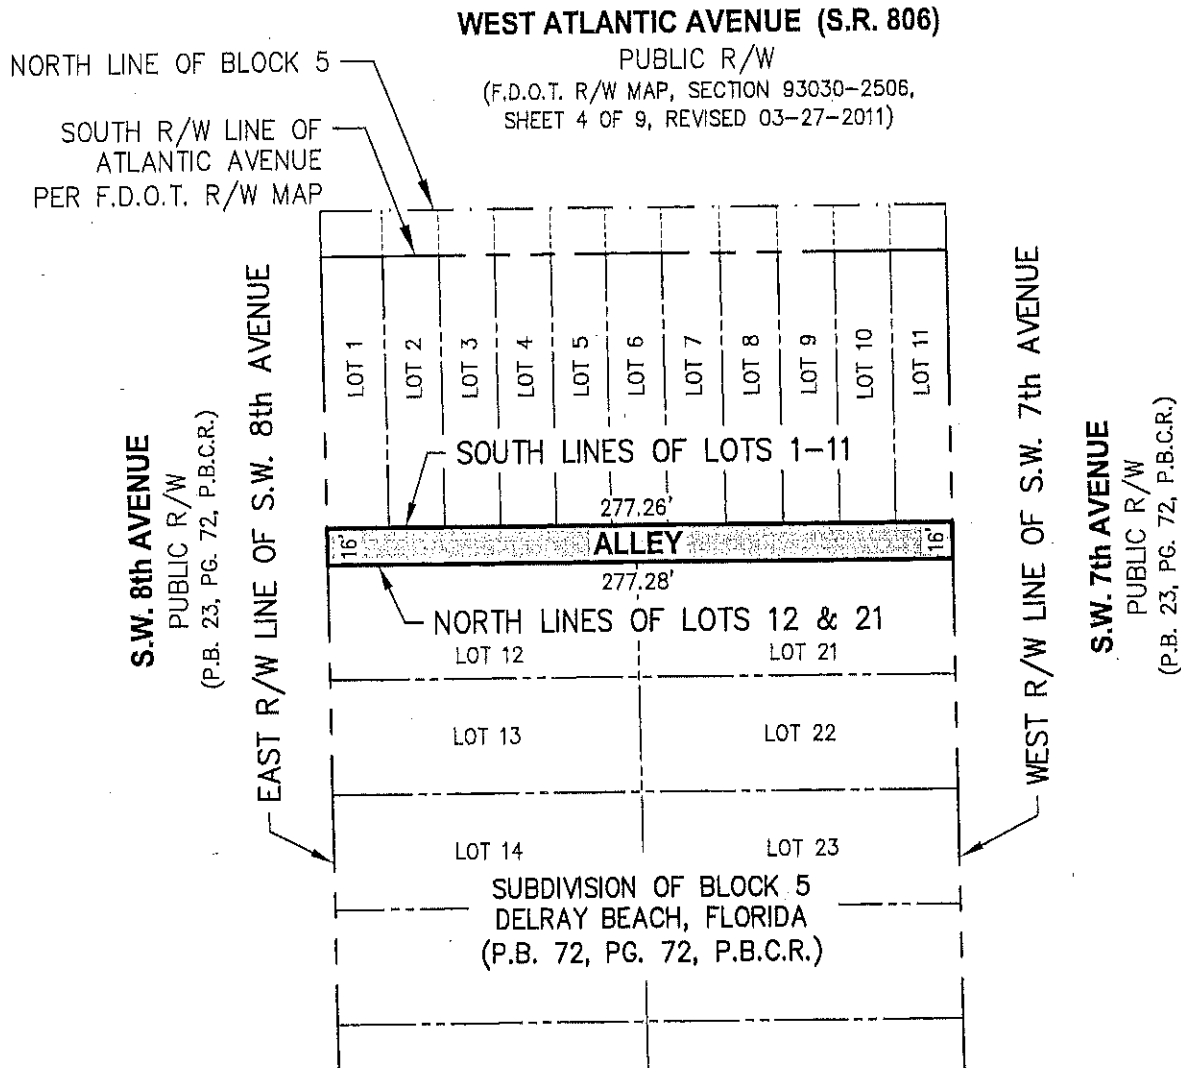 WEST ATLANTIC AVENUE (S.R. 806)
PUBLIC R/W
(F.D.O.T. R/W MAP, SECTION 93030-2506,
SHEET 4 OF 9, REVISED 03-27-2011)
NORTH LINE OF BLOCK 5
SOUTH R/W LINE OF
ATLANTIC AVENUE
PER F.D.O.T. R/W MAP
S.W. 8th AVENUE
PUBLIC R/W
(P.B. 23, PG. 72, P.B.C.R.)
EAST R/W LINE OF S.W. 8th AVENUE
LOT 1
LOT 2
LOT 3
LOT 4
LOT 5
LOT 6
LOT 7
LOT 8
LOT 9
LOT 10
LOT 11
WEST R/W LINE OF S.W. 7th AVENUE
S.W. 7th AVENUE
PUBLIC R/W
(P.B. 23, PG. 72, P.B.C.R.)
SOUTH LINES OF LOTS 1-11
277.26'
16'
ALLEY
16'
277.28'
NORTH LINES OF LOTS 12 & 21
LOT 12
LOT 21
LOT 13
LOT 22
LOT 14
LOT 23
SUBDIVISION OF BLOCK 5
DELRAY BEACH, FLORIDA
(P.B. 72, PG. 72, P.B.C.R.)